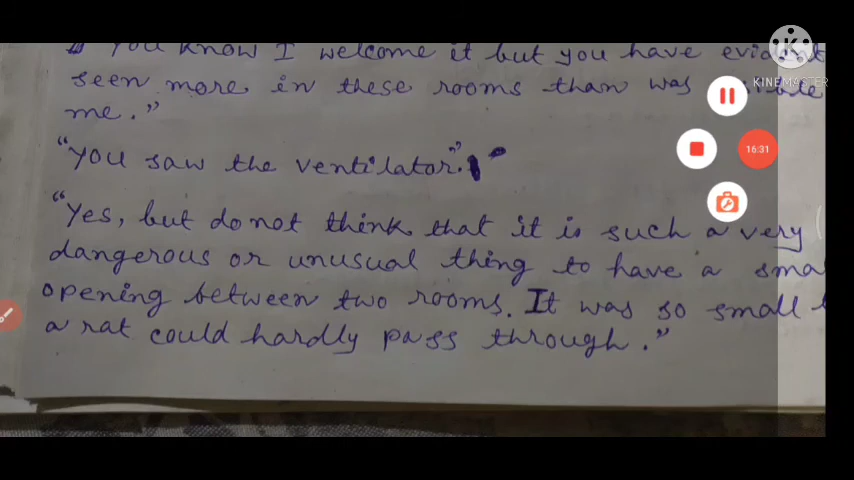 You know I welcome it but you have evident
seen more in these rooms than was
me."
"You saw the ventilator".
"Yes, but do not think that it is such a very
dangerous or unusual thing to have a smal
opening between two rooms. It was so small t
a rat could hardly pass through."
KINEMASTER
16:31